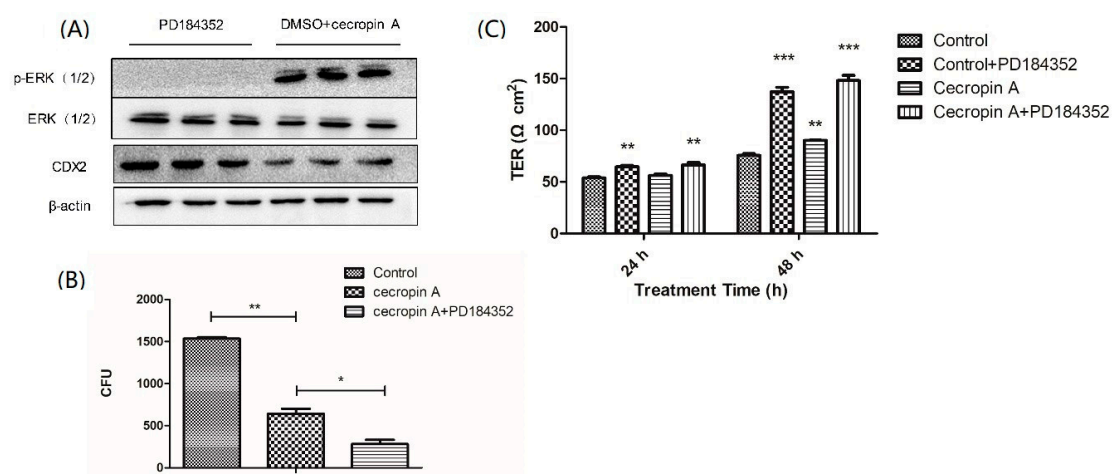 (A)
PD184352 DMSO+cecropin A
p-ERK (1/2)
ERK (1/2)
CDX2
β-actin
(B)
Control
cecropin A
cecropin A+PD184352
2000
1500
1000
500
0
CFU
**
*
(C)
Control
Control+PD184352
Cecropin A
Cecropin A+PD184352
200
150
100
50
0
TER (Ω cm²)
** ** *** ** ***
24 h 48 h
Treatment Time (h)